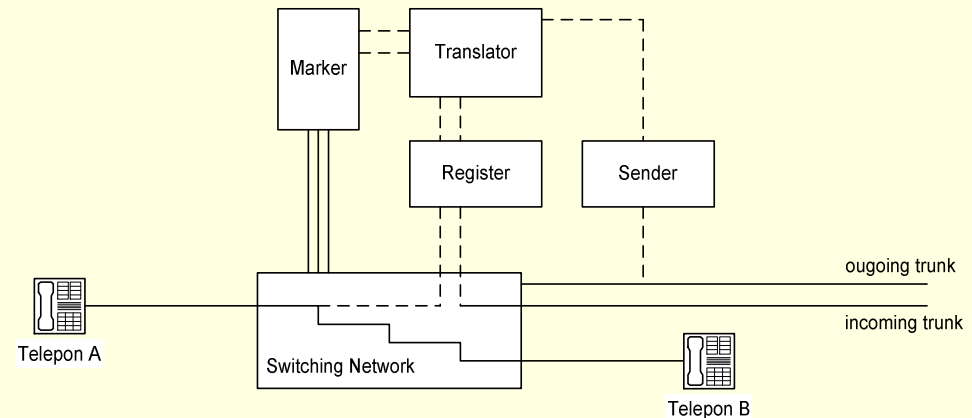 Marker
Translator
Register
Sender
ougoing trunk
incoming trunk
Telepon A
Switching Network
Telepon B